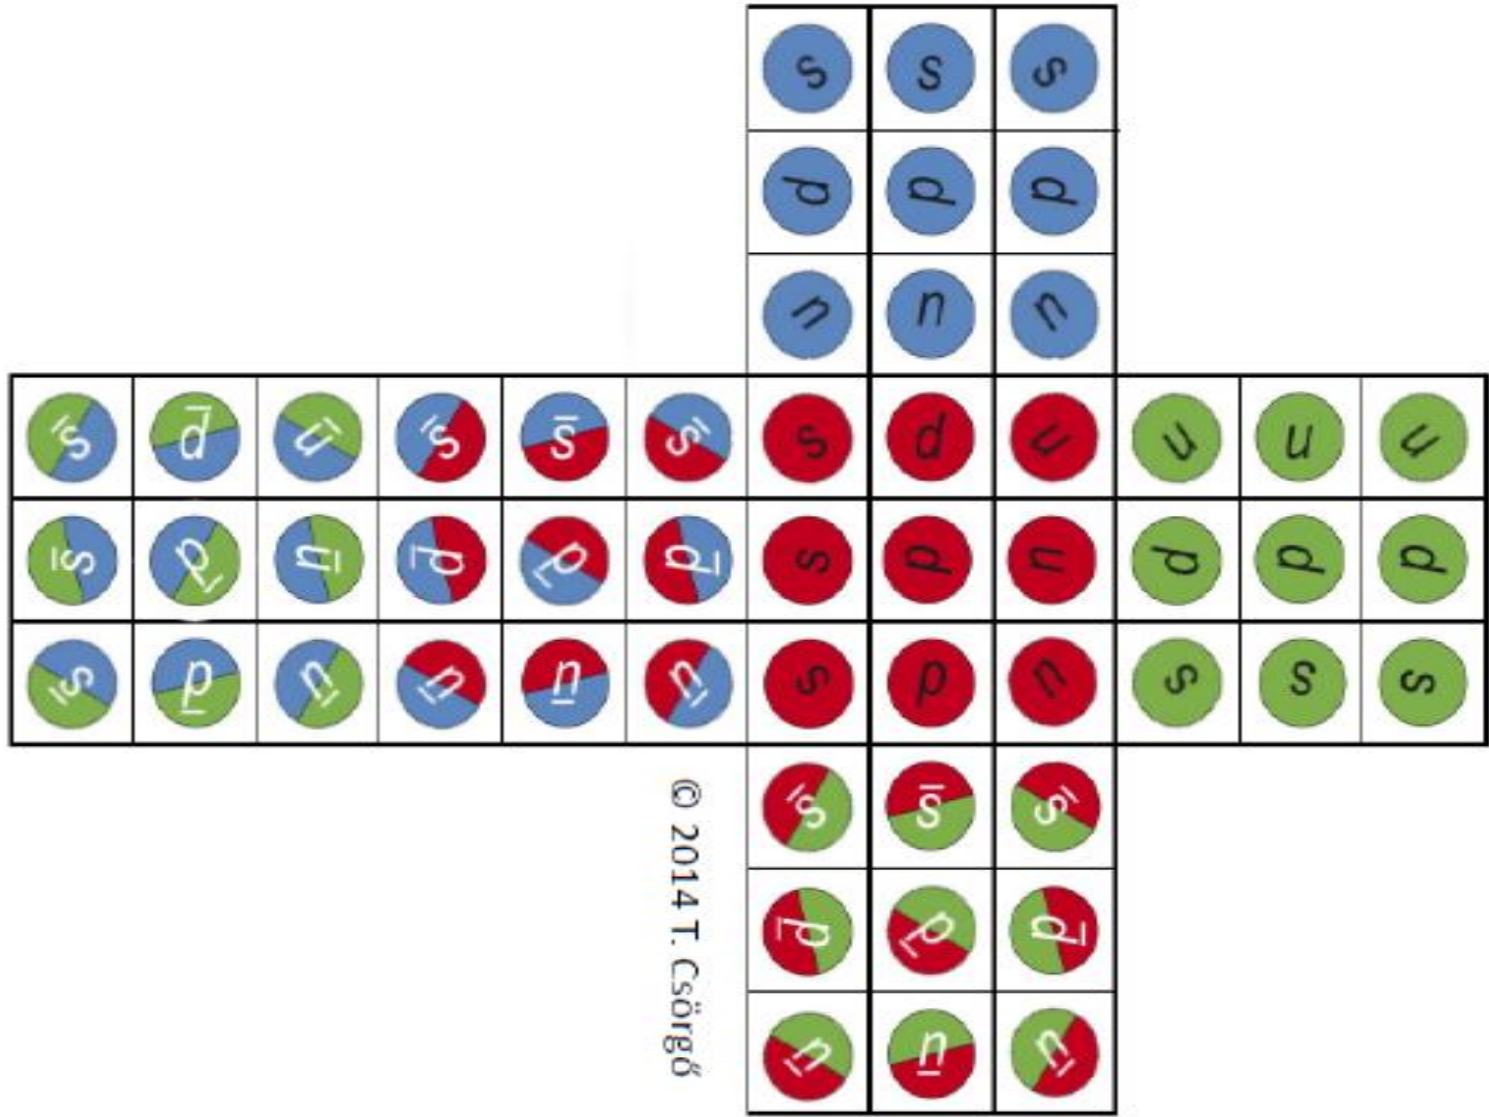 s s s
d d d
u u u
s̄ d̄ ū s̄ s̄ s̄ s d u u u u
s̄ d̄ ū d̄ d̄ d̄ s d u d d d
s̄ d̄ ū ū ū ū s d u s s s
s̄ s̄ s̄
d̄ d̄ d̄
ū ū ū
© 2014 T. Csörgő